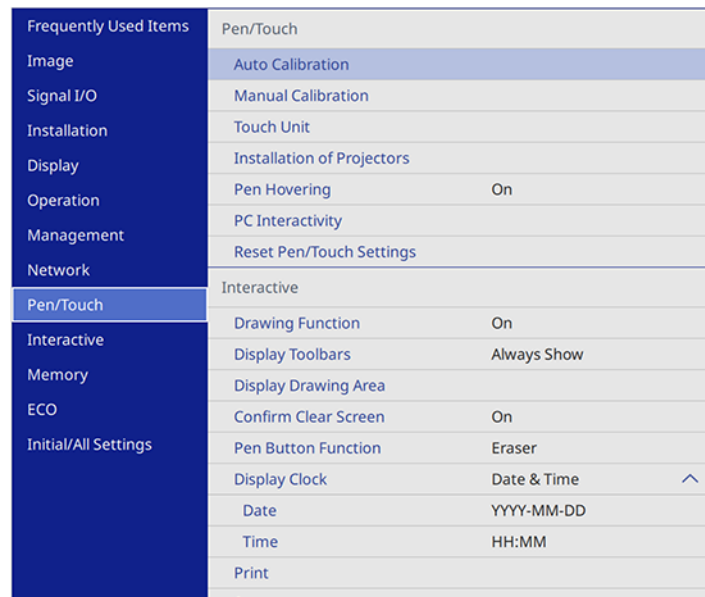 Frequently Used Items
Image
Signal I/O
Installation
Display
Operation
Management
Network
Pen/Touch
Interactive
Memory
ECO
Initial/All Settings
Pen/Touch
Auto Calibration
Manual Calibration
Touch Unit
Installation of Projectors
Pen Hovering On
PC Interactivity
Reset Pen/Touch Settings
Interactive
Drawing Function On
Display Toolbars Always Show
Display Drawing Area
Confirm Clear Screen On
Pen Button Function Eraser
Display Clock Date & Time
Date YYYY-MM-DD
Time HH:MM
Print